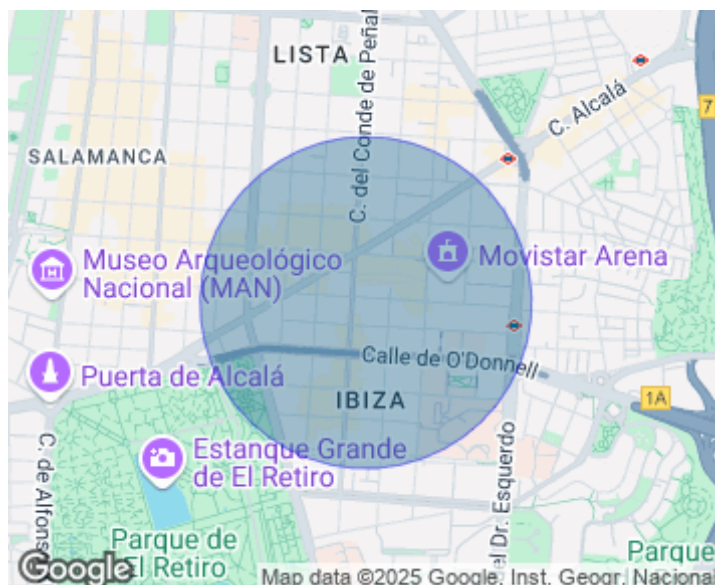 LISTA
C. del Conde de Peñal
C. Alcalá
7
SALAMANCA
Museo Arqueológico
Nacional (MAN)
Movistar Arena
Puerta de Alcalá
Calle de O'Donnell
IBIZA
1A
C. de Alfons
Estanque Grande
de El Retiro
el Dr. Esquerdo
Parque de
El Retiro
Parque
Google
Map data ©2025 Google, Inst. Geogr. Nacional